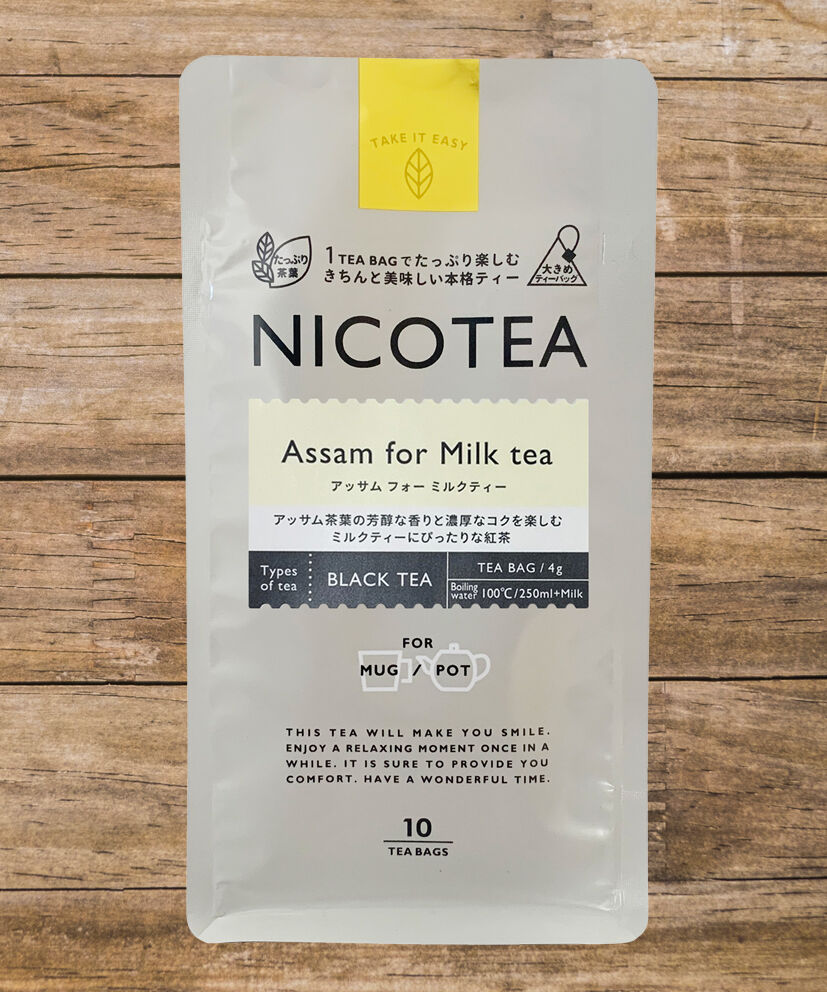 TAKE IT EASY
たっぷり
茶葉
1 TEA BAGでたっぷり楽しむ
きちんと美味しい本格ティー
大きめ
ティーバッグ
NICOTEA
Assam for Milk tea
アッサム フォー ミルクティー
アッサム茶葉の芳醇な香りと濃厚なコクを楽しむ
ミルクティーにぴったりな紅茶
Types
of tea
BLACK TEA
TEA BAG / 4g
Boiling
water
100℃/250ml+Milk
FOR
MUG / POT
THIS TEA WILL MAKE YOU SMILE.
ENJOY A RELAXING MOMENT ONCE IN A
WHILE. IT IS SURE TO PROVIDE YOU
COMFORT. HAVE A WONDERFUL TIME.
10
TEA BAGS